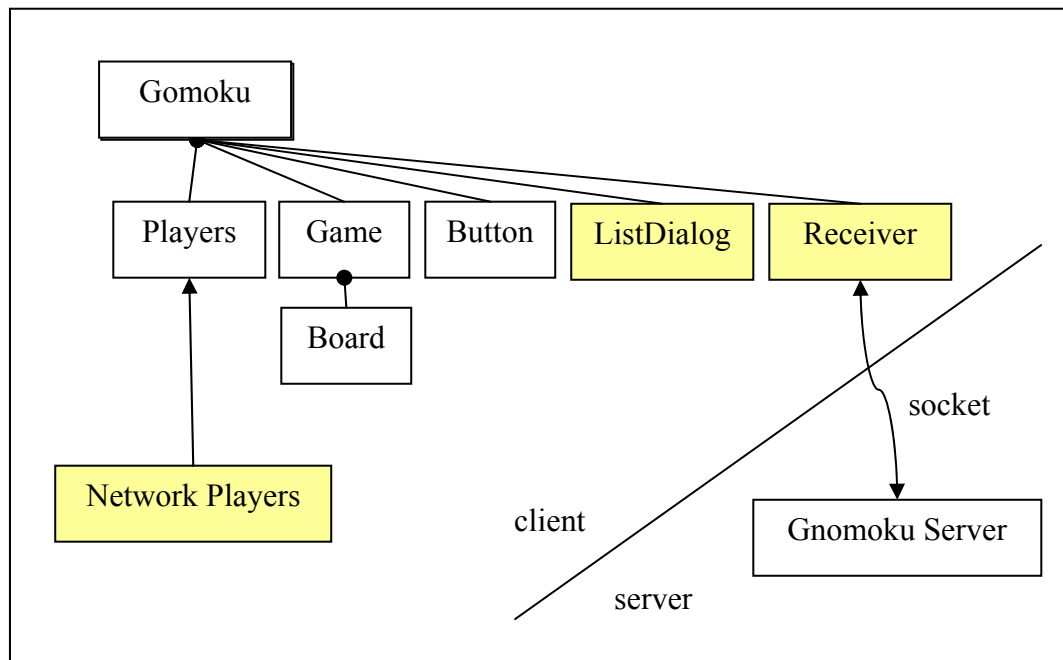 Gomoku
Players
Game
Button
ListDialog
Receiver
Board
socket
Network Players
client
Gnomoku Server
server